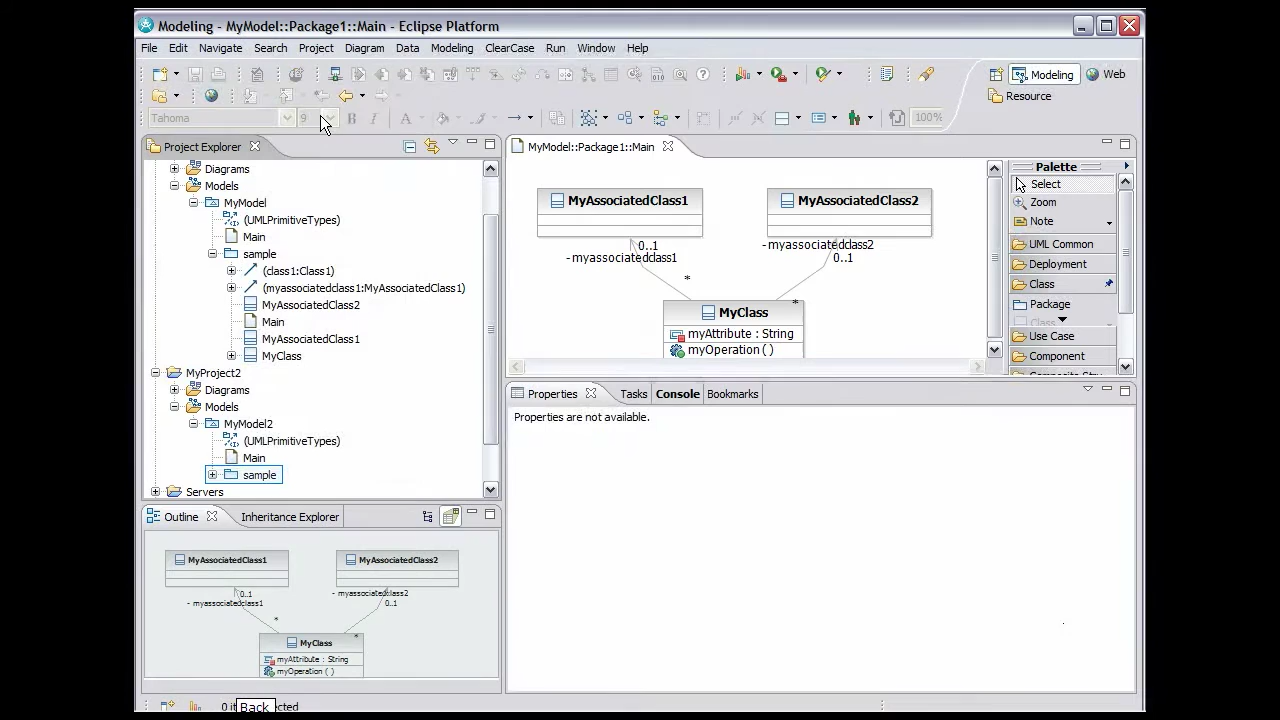 Modeling - MyModel::Package1::Main - Eclipse Platform
File Edit Navigate Search Project Diagram Data Modeling ClearCase Run Window Help
Modeling Web
Resource
Tahoma 9 B I A 100%
Project Explorer
Diagrams
Models
MyModel
(UMLPrimitiveTypes)
Main
sample
(class1:Class1)
(myassociatedclass1:MyAssociatedClass1)
MyAssociatedClass2
Main
MyAssociatedClass1
MyClass
MyProject2
Diagrams
Models
MyModel2
(UMLPrimitiveTypes)
Main
sample
Servers
MyModel::Package1::Main
MyAssociatedClass1 MyAssociatedClass2
0..1 - myassociatedclass2
- myassociatedclass1 0..1
* *
MyClass
myAttribute : String
myOperation ( )
Palette
Select
Zoom
Note
UML Common
Deployment
Class
Package
Class
Use Case
Component
Properties Tasks Console Bookmarks
Properties are not available.
Outline Inheritance Explorer
MyAssociatedClass1 MyAssociatedClass2
0..1 - myassociatedclass2
- myassociatedclass1 0..1
* *
MyClass
myAttribute : String
myOperation ( )
Back